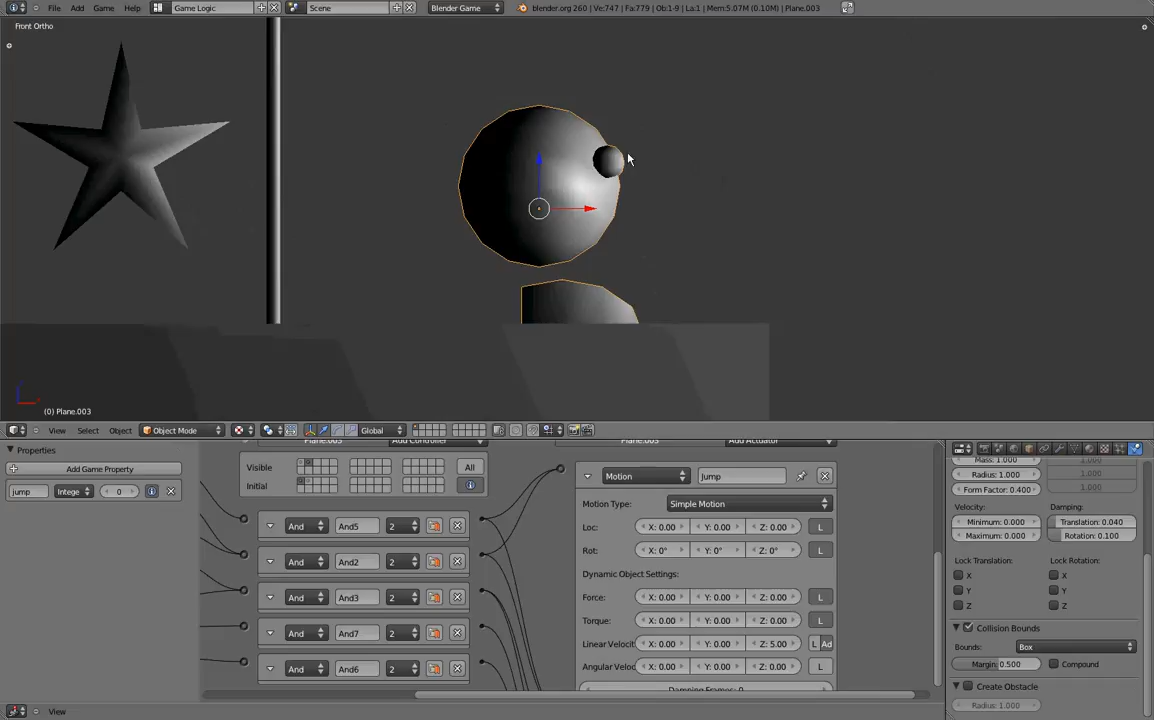 File Add Game Help Game Logic Scene Blender Game blender.org 260 | Ve:747 | Fa:779 | Ob:1-9 | La:1 | Mem:5.07M (0.10M) | Plane.003
Front Ortho
(0) Plane.003
View Select Object Object Mode Global
Properties
Add Game Property
jump Intege 0
Plane.003 Add Controller
Visible All
Initial
And And5 2
And And2 2
And And3 2
And And7 2
And And6 2
Plane.003 Add Actuator
Motion Jump
Motion Type: Simple Motion
Loc: X: 0.00 Y: 0.00 Z: 0.00 L
Rot: X: 0° Y: 0° Z: 0° L
Dynamic Object Settings:
Force: X: 0.00 Y: 0.00 Z: 0.00 L
Torque: X: 0.00 Y: 0.00 Z: 0.00 L
Linear Velocit X: 0.00 Y: 0.00 Z: 5.00 L Ad
Angular Veloc X: 0.00 Y: 0.00 Z: 0.00 L
Damping Frames: 0
Mass: 1.000
Radius: 1.000 1.000
Form Factor: 0.400 1.000
Velocity: Damping:
Minimum: 0.000 Translation: 0.040
Maximum: 0.000 Rotation: 0.100
Lock Translation: Lock Rotation:
X X
Y Y
Z Z
Collision Bounds
Bounds: Box
Margin: 0.500 Compound
Create Obstacle
Radius: 1.000
View